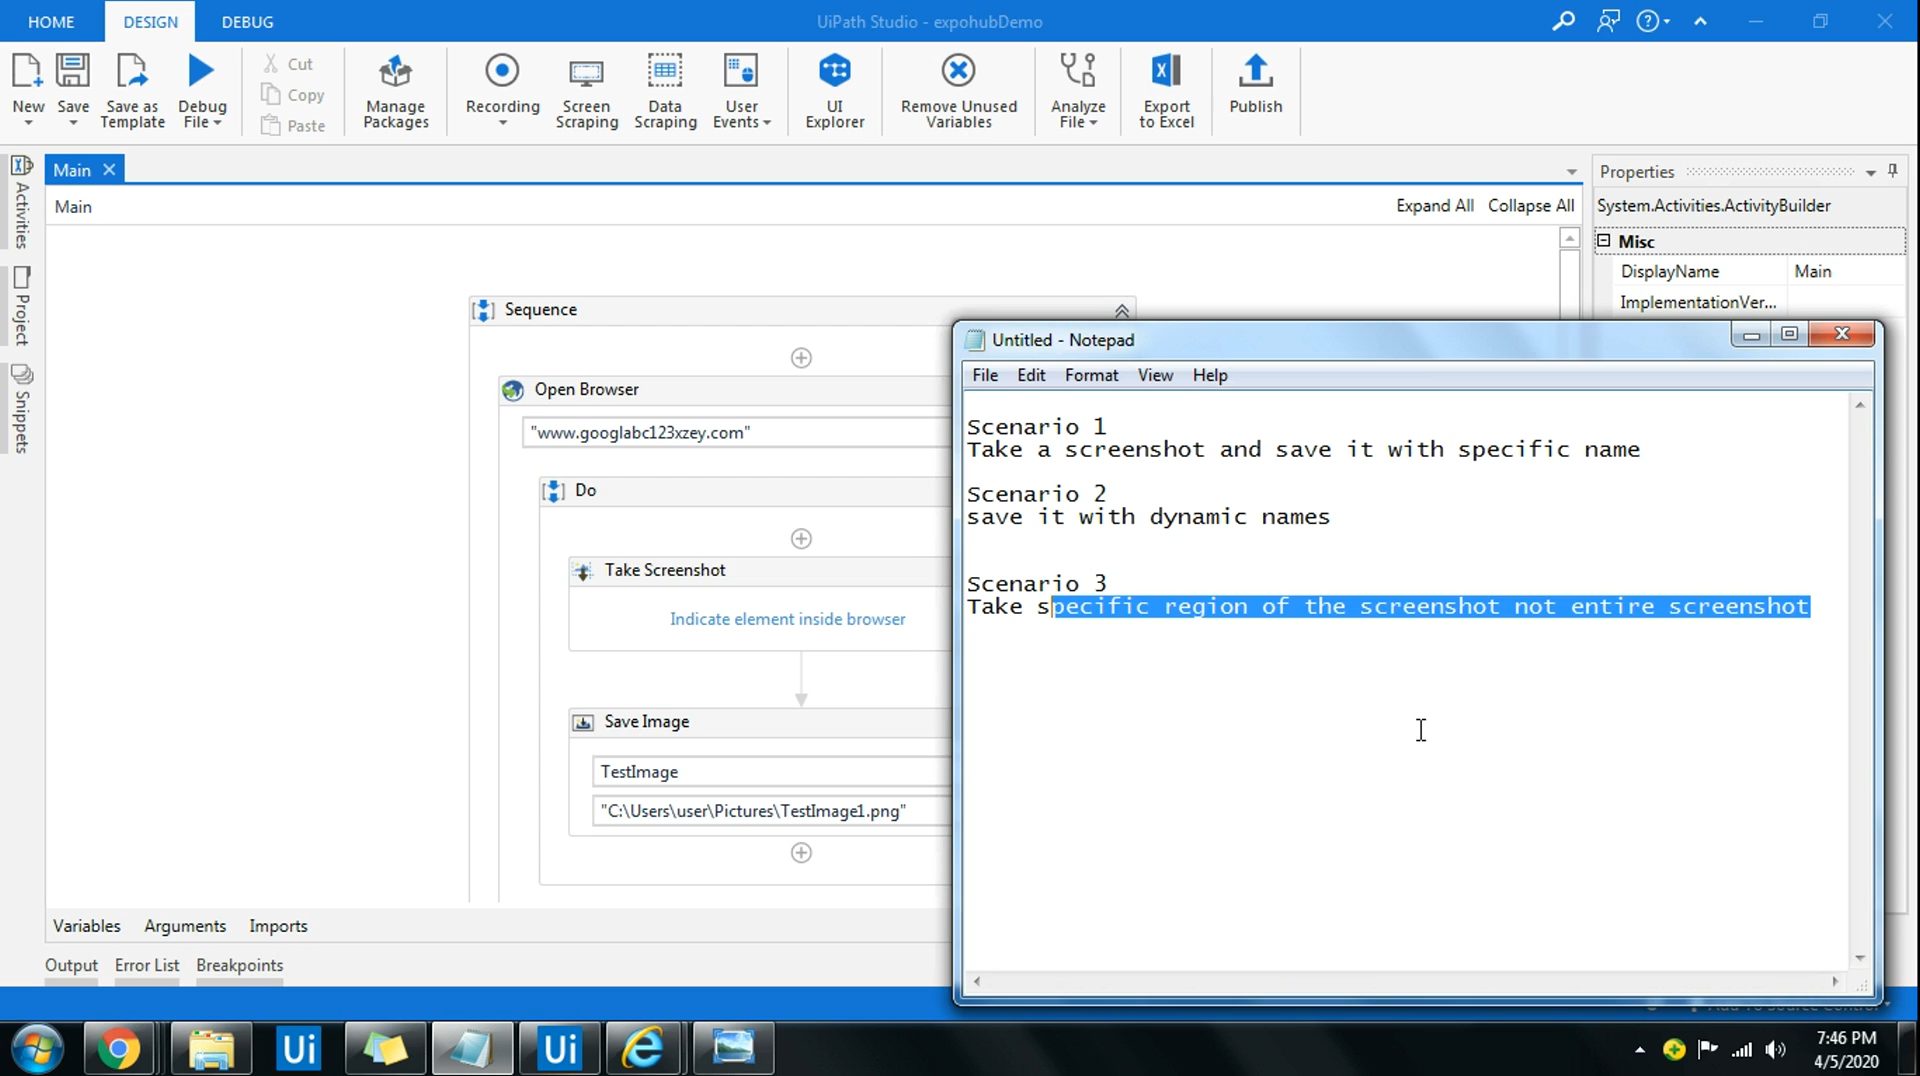 HOME DESIGN DEBUG UiPath Studio - expohubDemo
New Save Save as Template Debug File
Cut
Copy
Paste
Manage Packages
Recording Screen Scraping Data Scraping User Events
UI Explorer
Remove Unused Variables
Analyze File
Export to Excel
Publish
Activities
Project
Snippets
Main
Main Expand All Collapse All
Properties
System.Activities.ActivityBuilder
Misc
DisplayName Main
ImplementationVer...
Sequence
Open Browser
"www.googlabc123xzey.com"
Do
Take Screenshot
Indicate element inside browser
Save Image
TestImage
"C:\Users\user\Pictures\TestImage1.png"
Untitled - Notepad
File Edit Format View Help
Scenario 1
Take a screenshot and save it with specific name
Scenario 2
save it with dynamic names
Scenario 3
Take specific region of the screenshot not entire screenshot
Variables Arguments Imports
Output Error List Breakpoints
Ui
Ui
7:46 PM
4/5/2020